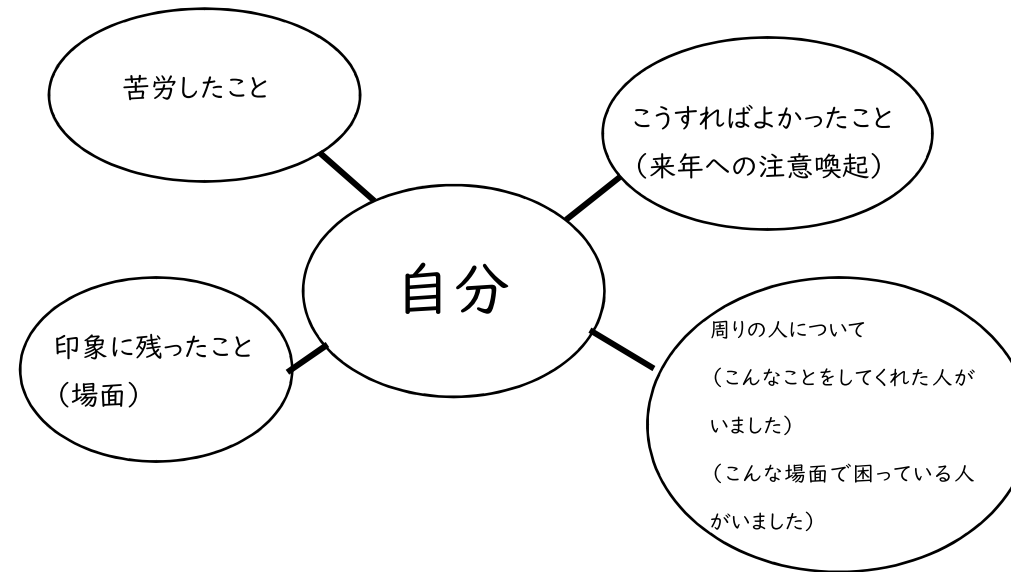 苦労したこと
こうすればよかったこと
（来年への注意喚起）
自分
印象に残ったこと
（場面）
周りの人について
（こんなことをしてくれた人が
いました）
（こんな場面で困っている人
がいました）